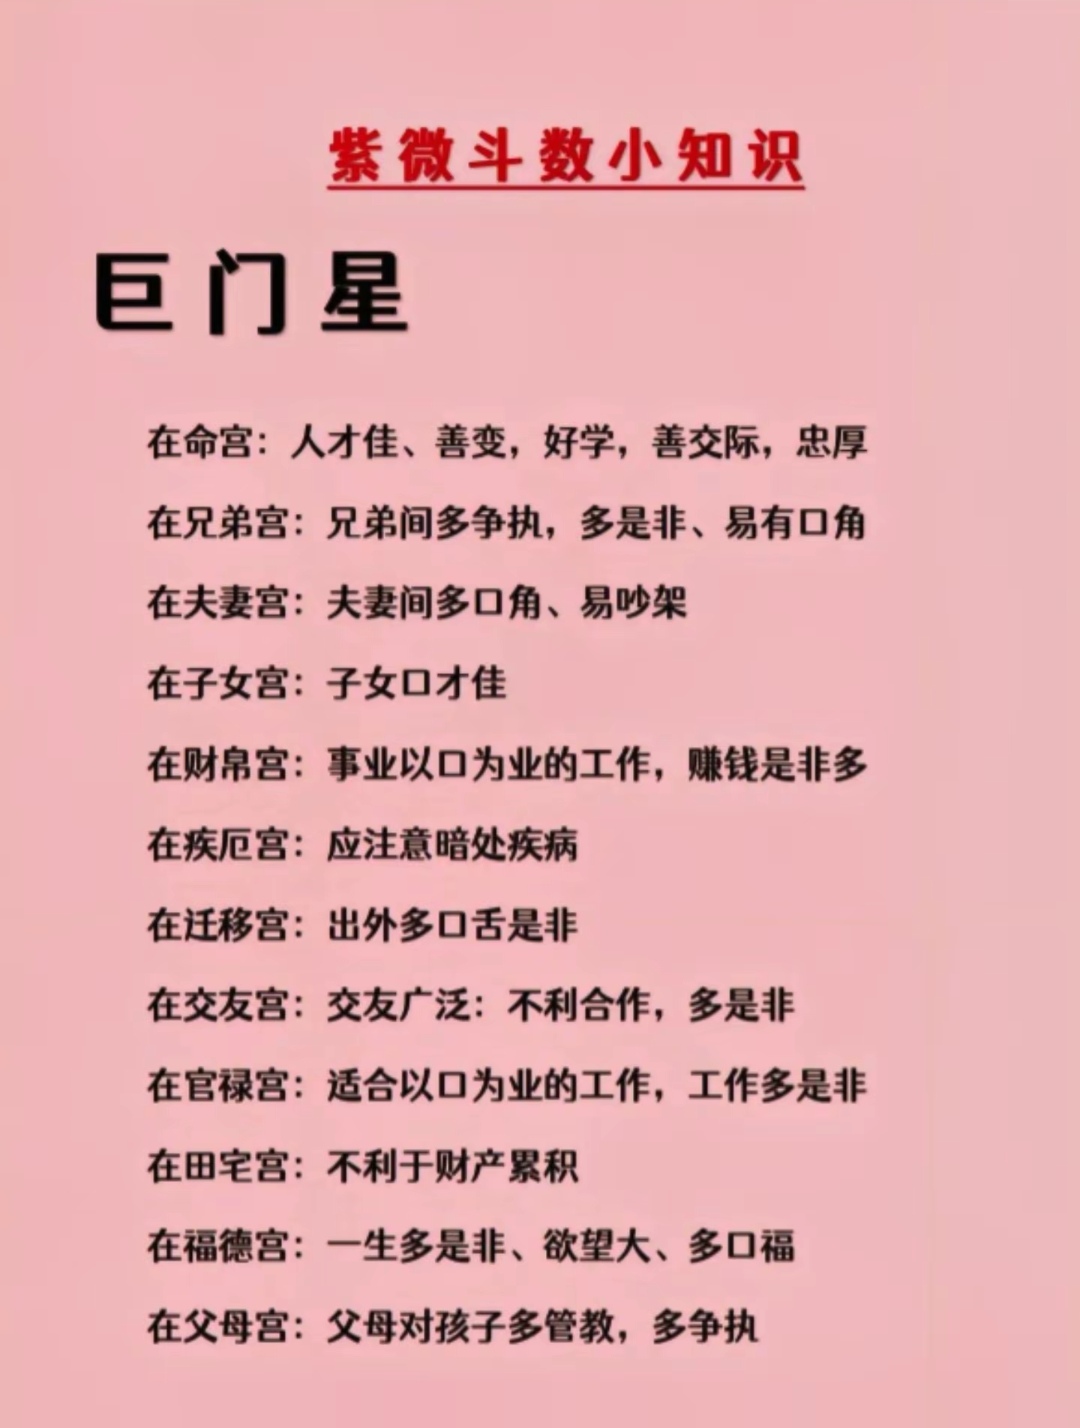 紫微斗数小知识
巨门星
在命宫：人才佳、善变，好学，善交际，忠厚
在兄弟宫：兄弟间多争执，多是非、易有口角
在夫妻宫：夫妻间多口角、易吵架
在子女宫：子女口才佳
在财帛宫：事业以口为业的工作，赚钱是非多
在疾厄宫：应注意暗处疾病
在迁移宫：出外多口舌是非
在交友宫：交友广泛：不利合作，多是非
在官禄宫：适合以口为业的工作，工作多是非
在田宅宫：不利于财产累积
在福德宫：一生多是非、欲望大、多口福
在父母宫：父母对孩子多管教，多争执